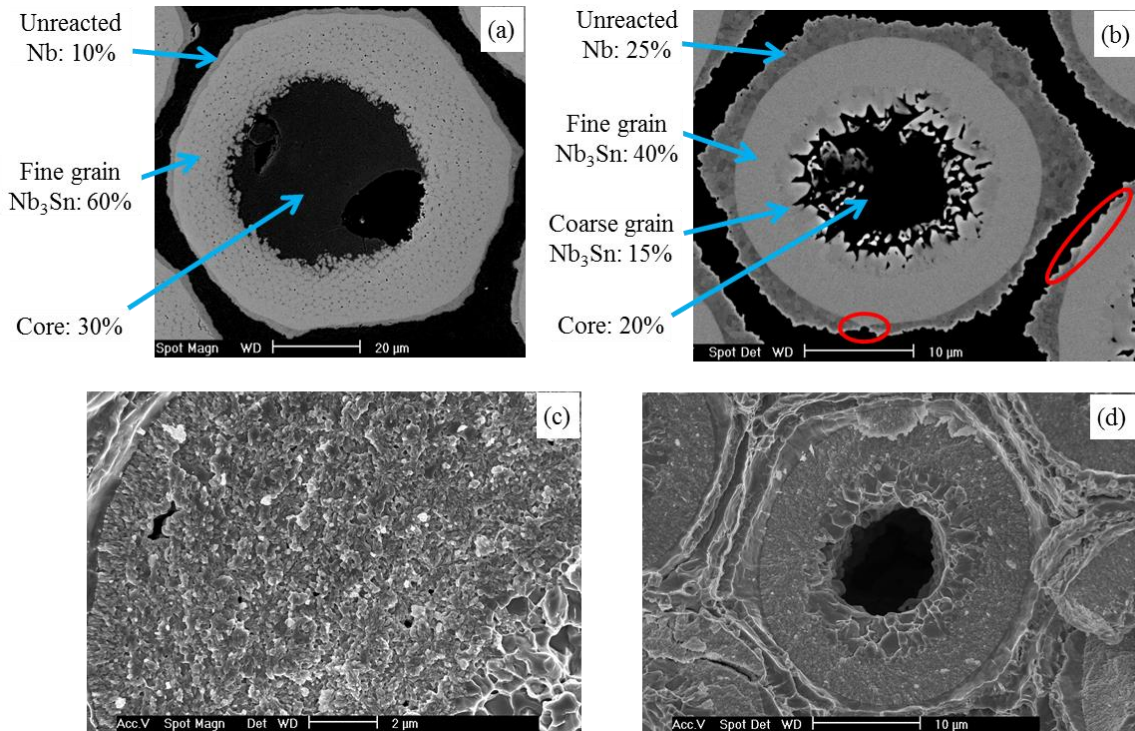 Unreacted
Nb: 10%
(a)
Fine grain
Nb₃Sn: 60%
Core: 30%
Spot Magn WD 20 µm
Unreacted
Nb: 25%
(b)
Fine grain
Nb₃Sn: 40%
Coarse grain
Nb₃Sn: 15%
Core: 20%
Spot Det WD 10 µm
(c)
Acc.V Spot Magn Det WD 2 µm
(d)
Acc.V Spot Det WD 10 µm